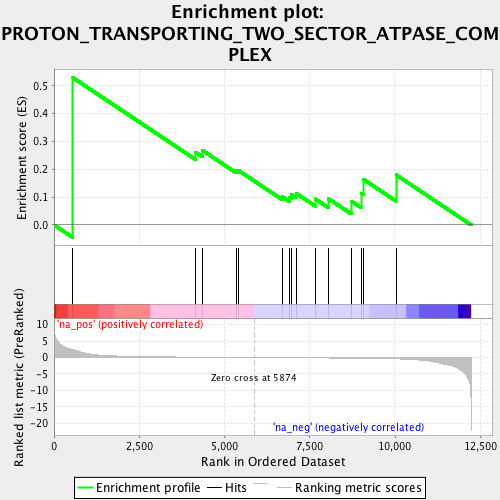 Enrichment plot:
PROTON_TRANSPORTING_TWO_SECTOR_ATPASE_COM
PLEX
Enrichment score (ES)
0.5
0.4
0.3
0.2
0.1
0.0
'na_pos' (positively correlated)
Ranked list metric (PreRanked)
10
5
0
-5
-10
-15
-20
Zero cross at 5874
'na_neg' (negatively correlated)
0
2,500
5,000
7,500
10,000
12,500
Rank in Ordered Dataset
Enrichment profile
Hits
Ranking metric scores